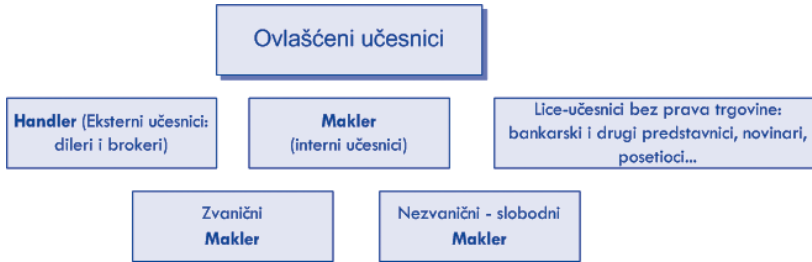 Ovlašćeni učesnici
Handler (Eksterni učesnici:
dileri i brokeri)
Makler
(interni učesnici)
Lice-učesnici bez prava trgovine:
bankarski i drugi predstavnici, novinari,
posetioci...
Zvanični
Makler
Nezvanični - slobodni
Makler